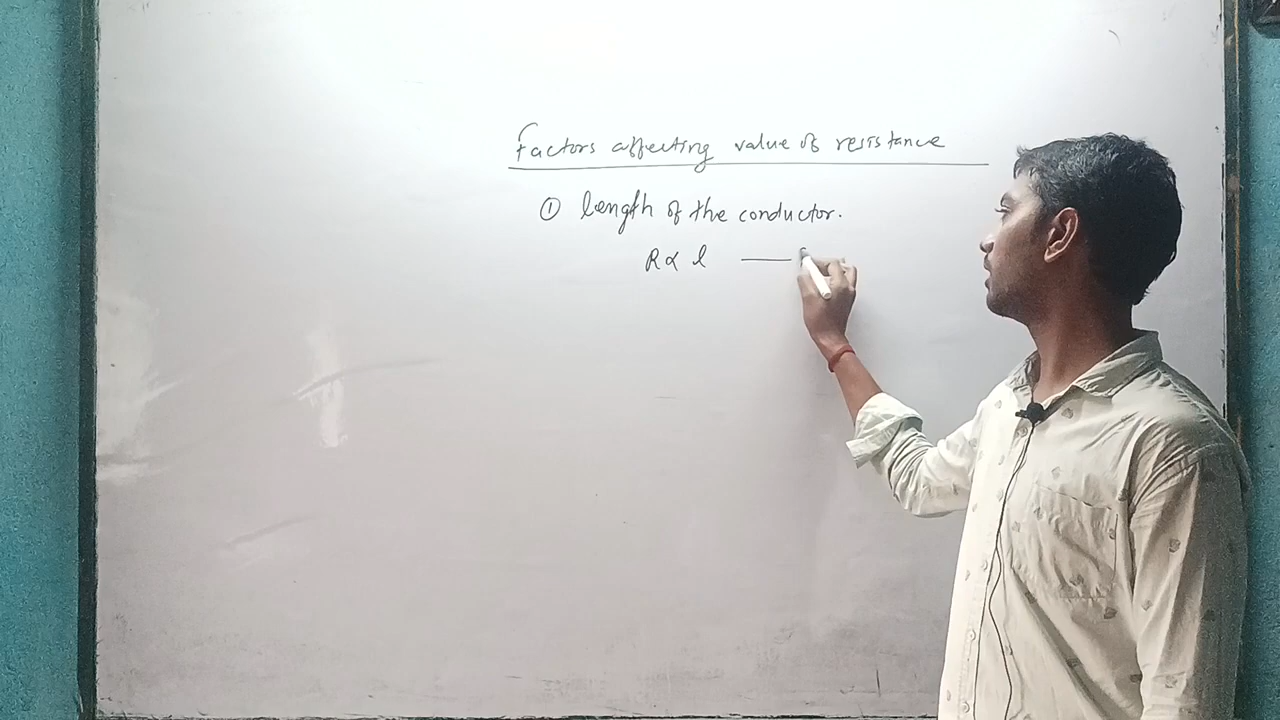 Factors affecting value of resistance
① length of the conductor.
R ∝ l —